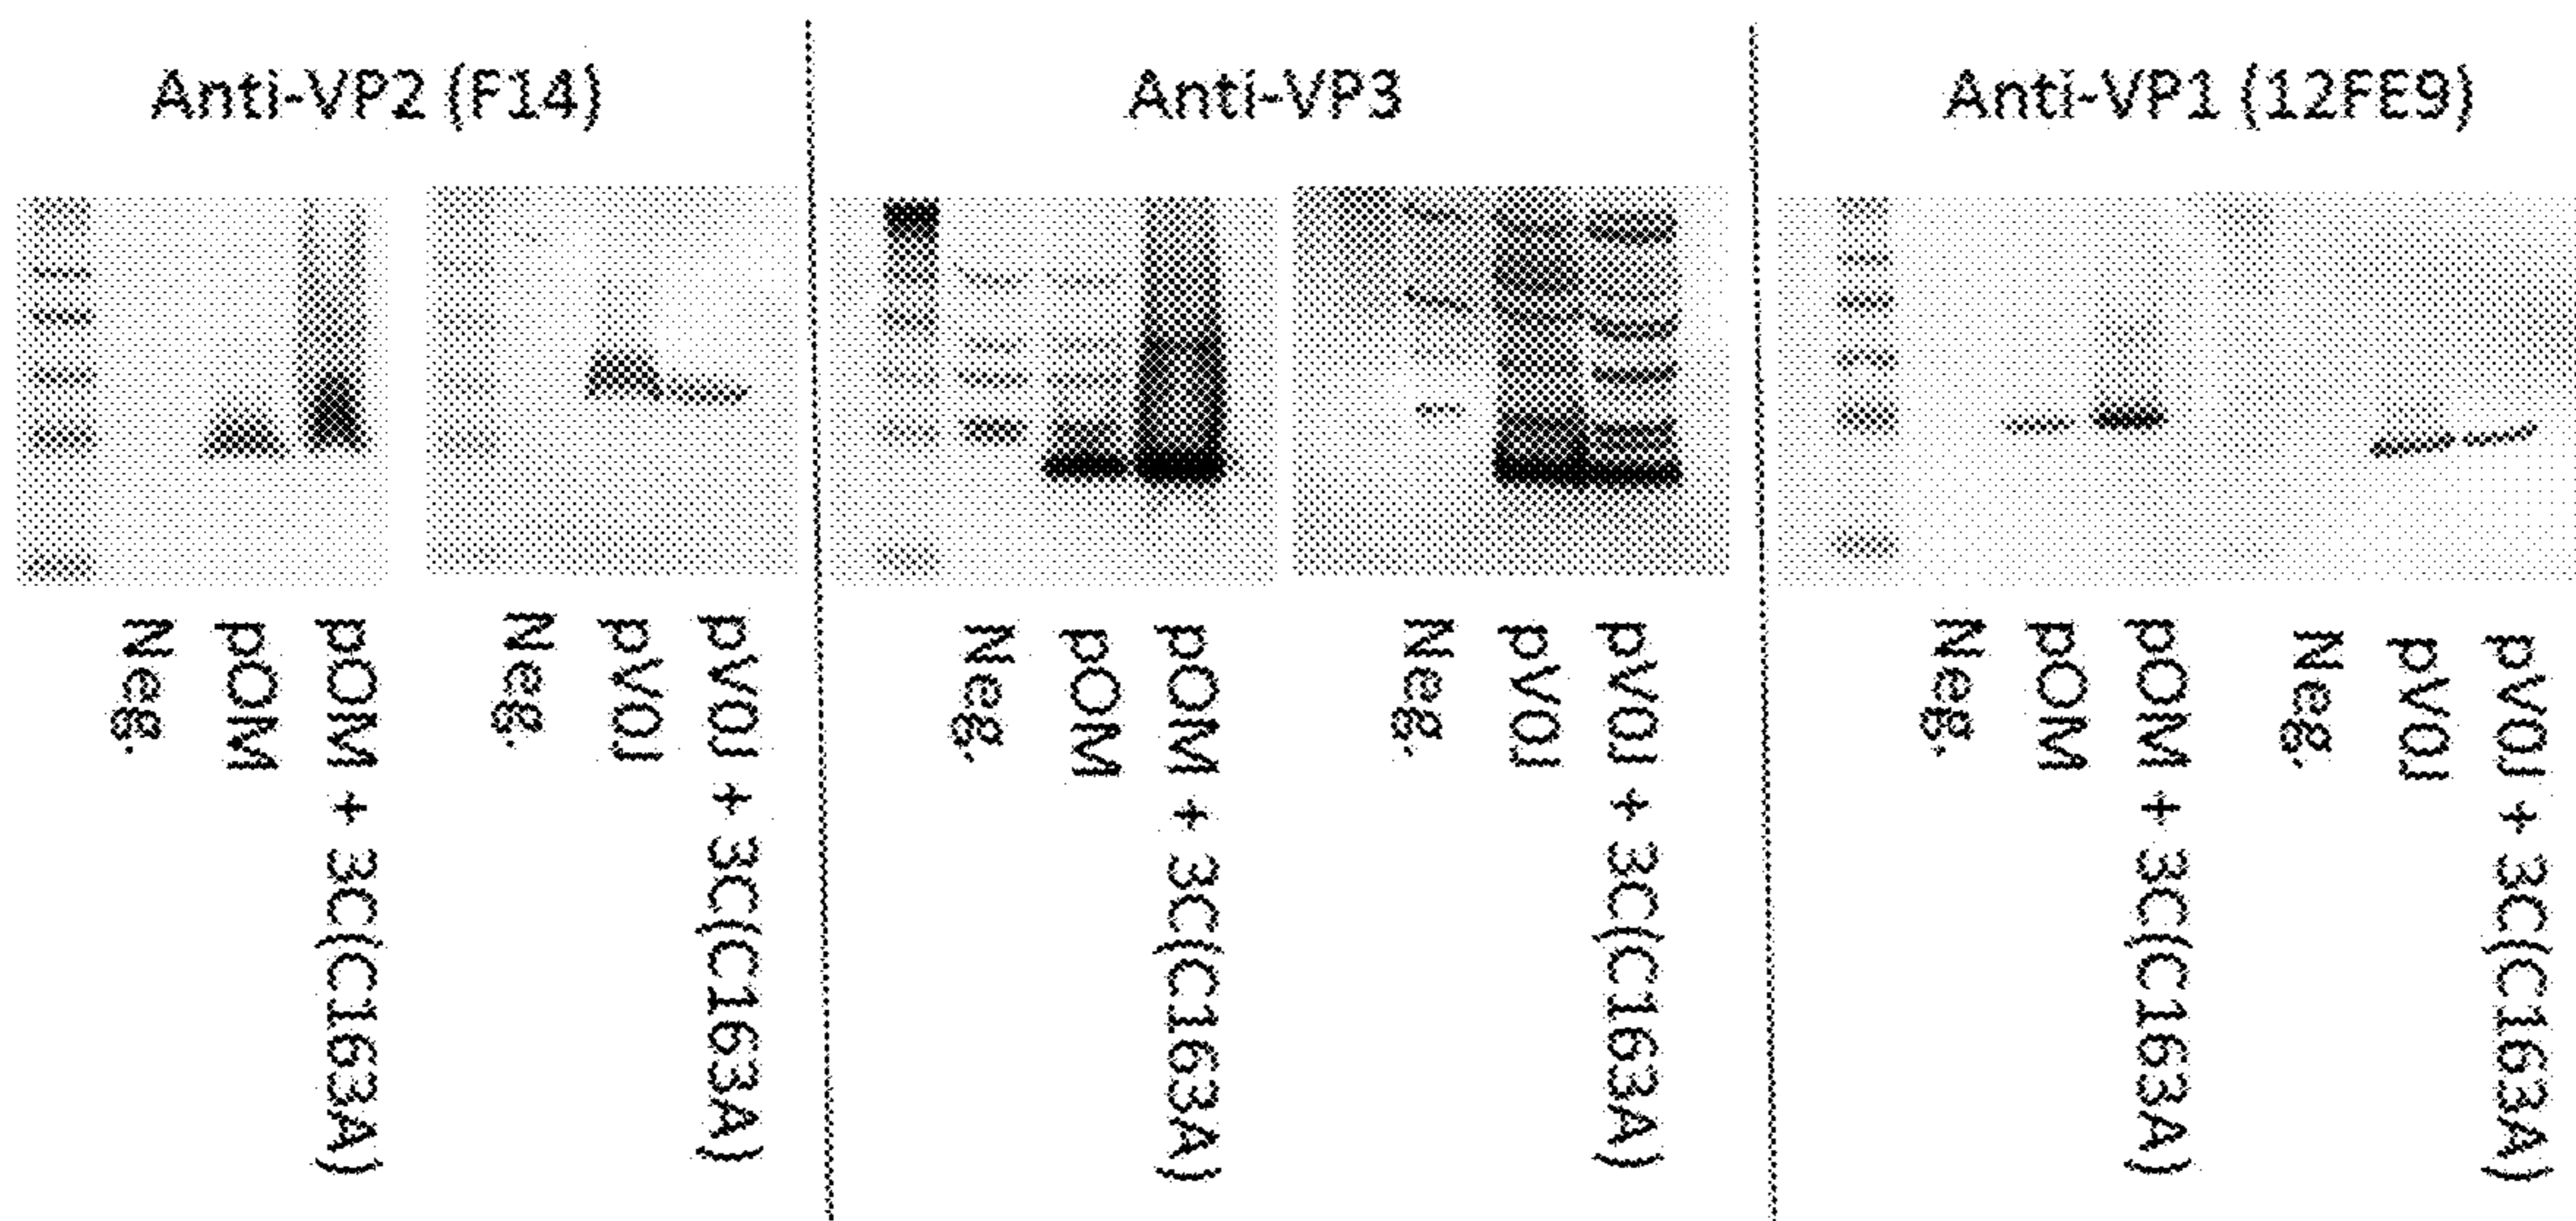 Anti-VP2 (F14)
Anti-VP3
Anti-VP1 (12FE9)
Neg.
pOM
pOM + 3C(C163A)
Neg.
pV0J
pV0J + 3C(C163A)
Neg.
pOM
pOM + 3C(C163A)
Neg.
pV0J
pV0J + 3C(C163A)
Neg.
pOM
pOM + 3C(C163A)
Neg.
pV0J
pV0J + 3C(C163A)